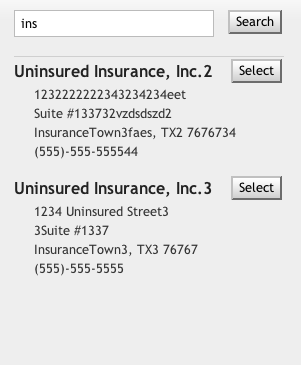 ins
Search
Uninsured Insurance, Inc.2
Select
1232222222343234234eet
Suite #133732vzdsdszd2
InsuranceTown3faes, TX2 7676734
(555)-555-555544
Uninsured Insurance, Inc.3
Select
1234 Uninsured Street3
3Suite #1337
InsuranceTown3, TX3 76767
(555)-555-5555